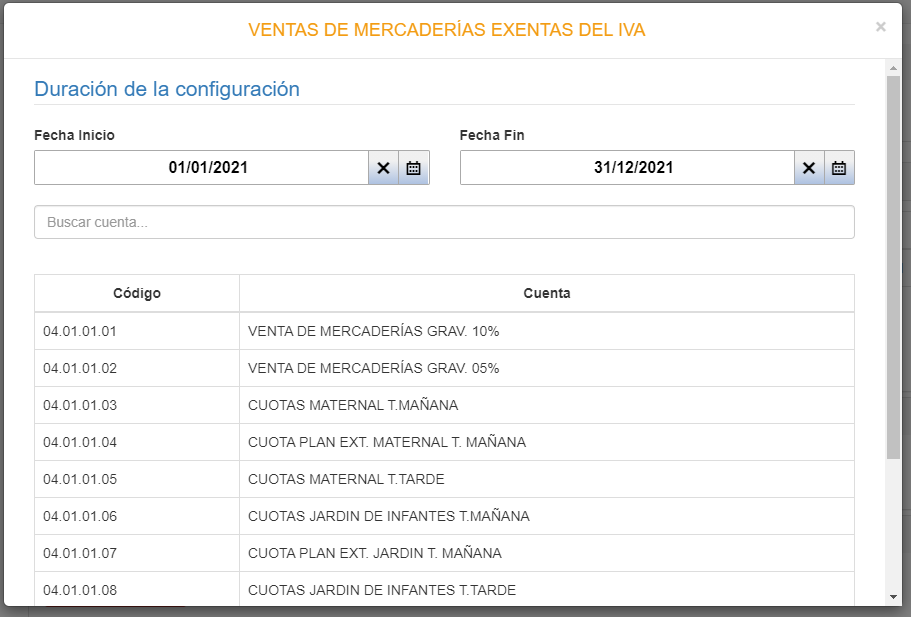 VENTAS DE MERCADERÍAS EXENTAS DEL IVA
×
Duración de la configuración
Fecha Inicio Fecha Fin
01/01/2021 31/12/2021
Buscar cuenta...
Código Cuenta
04.01.01.01 VENTA DE MERCADERÍAS GRAV. 10%
04.01.01.02 VENTA DE MERCADERÍAS GRAV. 05%
04.01.01.03 CUOTAS MATERNAL T.MAÑANA
04.01.01.04 CUOTA PLAN EXT. MATERNAL T. MAÑANA
04.01.01.05 CUOTAS MATERNAL T.TARDE
04.01.01.06 CUOTAS JARDIN DE INFANTES T.MAÑANA
04.01.01.07 CUOTA PLAN EXT. JARDIN T. MAÑANA
04.01.01.08 CUOTAS JARDIN DE INFANTES T.TARDE